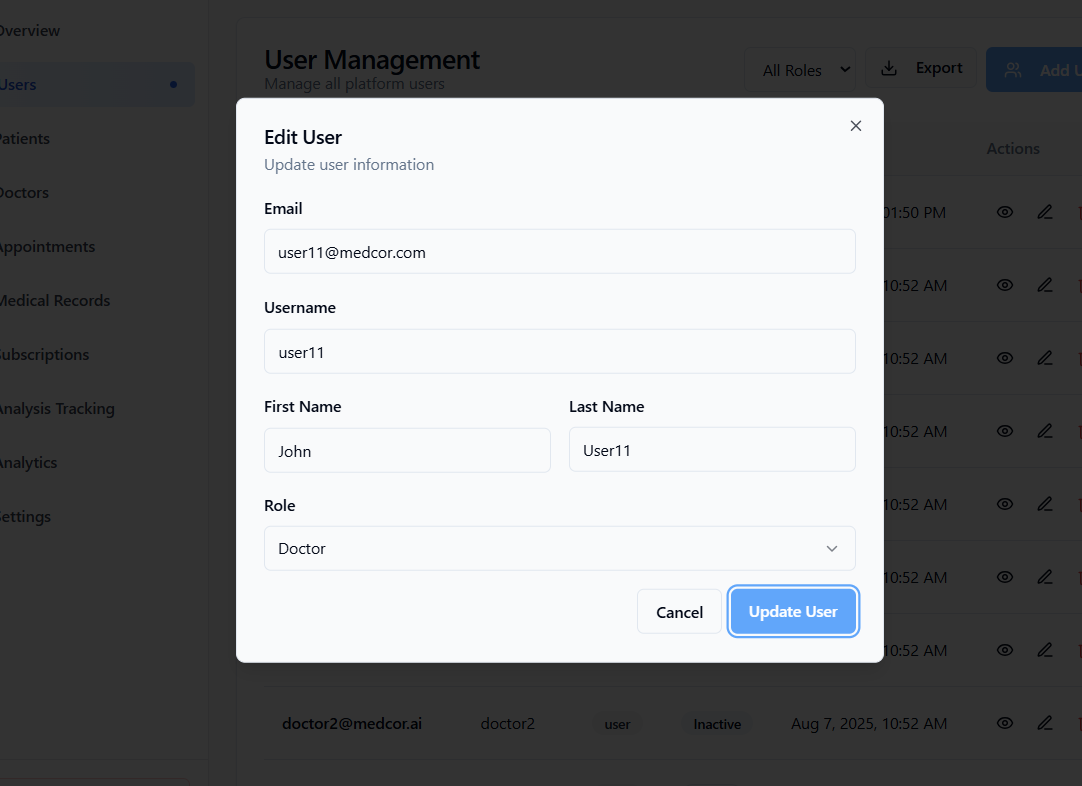 Overview
Users
Patients
Doctors
Appointments
Medical Records
Subscriptions
Analysis Tracking
Analytics
Settings
User Management
Manage all platform users
All Roles
Export
Add U
Actions
Edit User
Update user information
Email
user11@medcor.com
Username
user11
First Name
Last Name
John
User11
Role
Doctor
Cancel
Update User
01:50 PM
10:52 AM
10:52 AM
10:52 AM
10:52 AM
10:52 AM
10:52 AM
doctor2@medcor.ai doctor2 user Inactive Aug 7, 2025, 10:52 AM